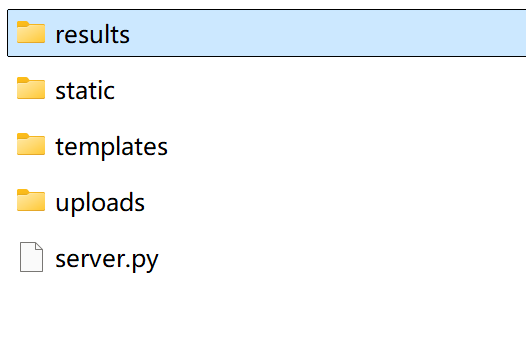 results
static
templates
uploads
server.py